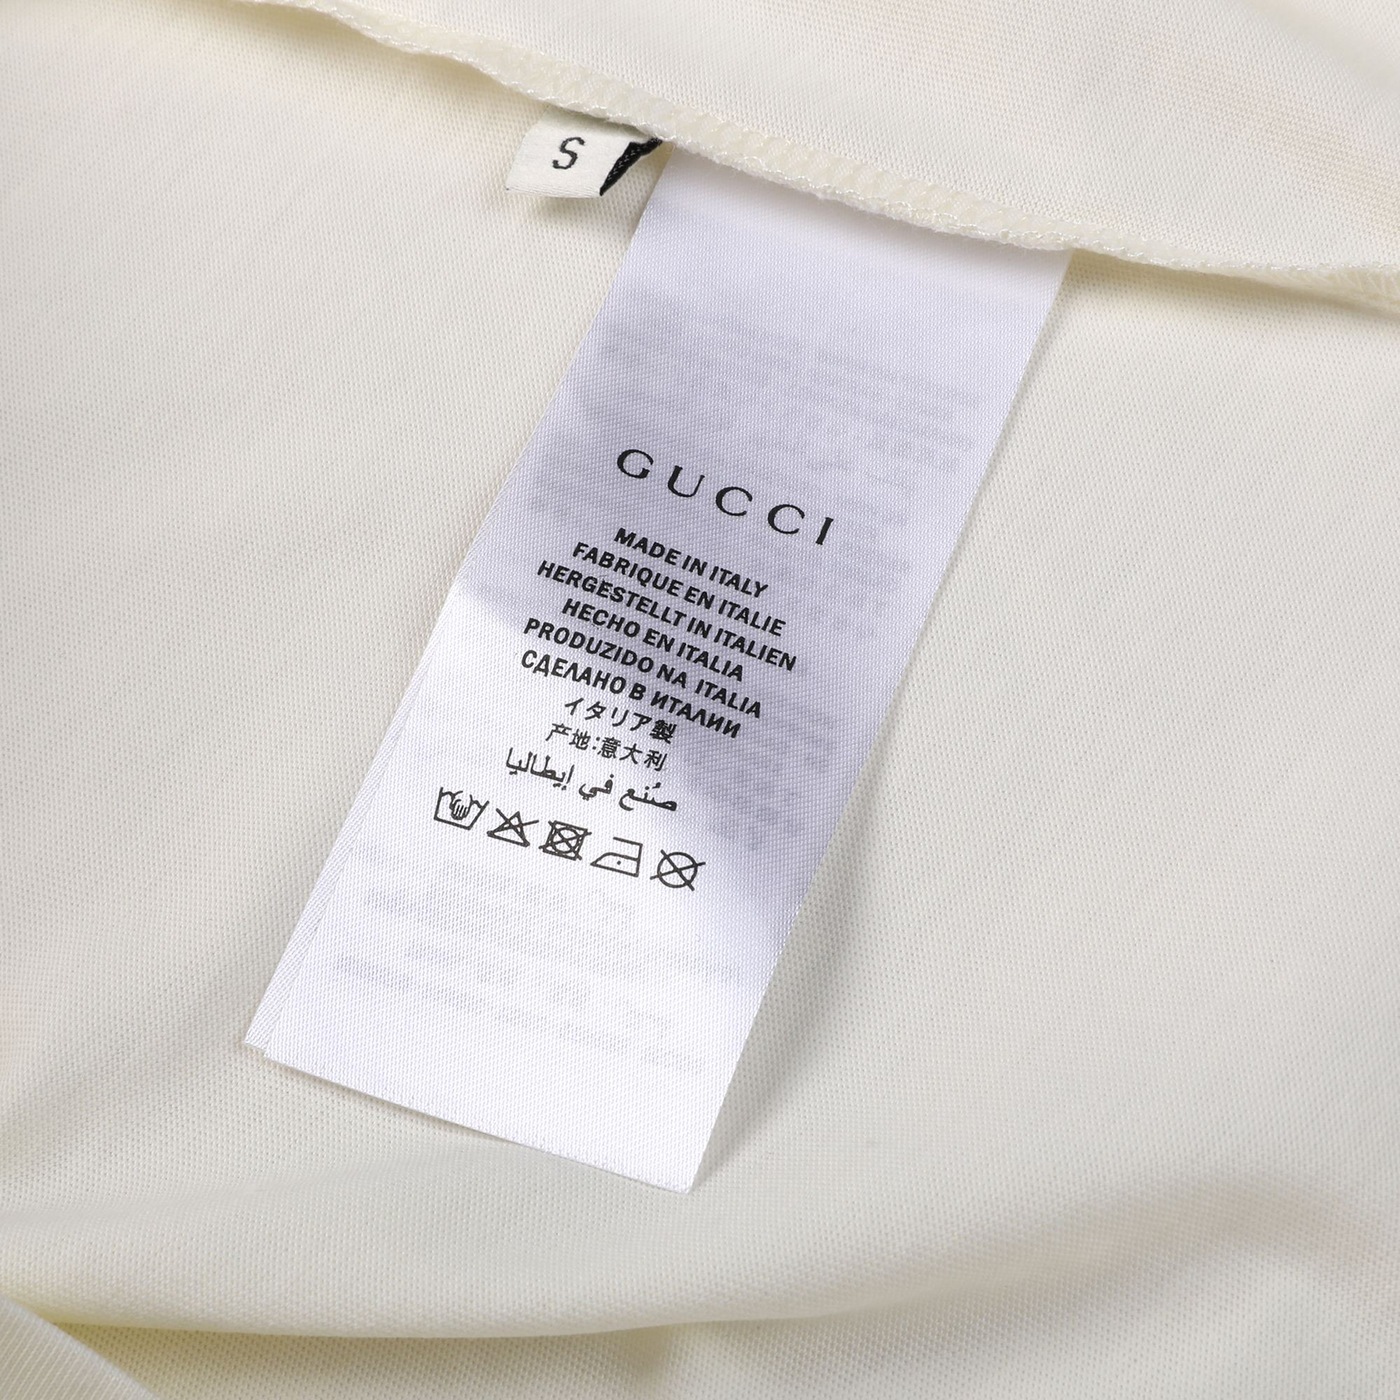 S
GUCCI
MADE IN ITALY
FABRIQUE EN ITALIE
HERGESTELLT IN ITALIEN
HECHO EN ITALIA
PRODUZIDO NA ITALIA
СДЕЛАНО В ИТАЛИИ
イタリア製
产地:意大利
صُنع في إيطاليا